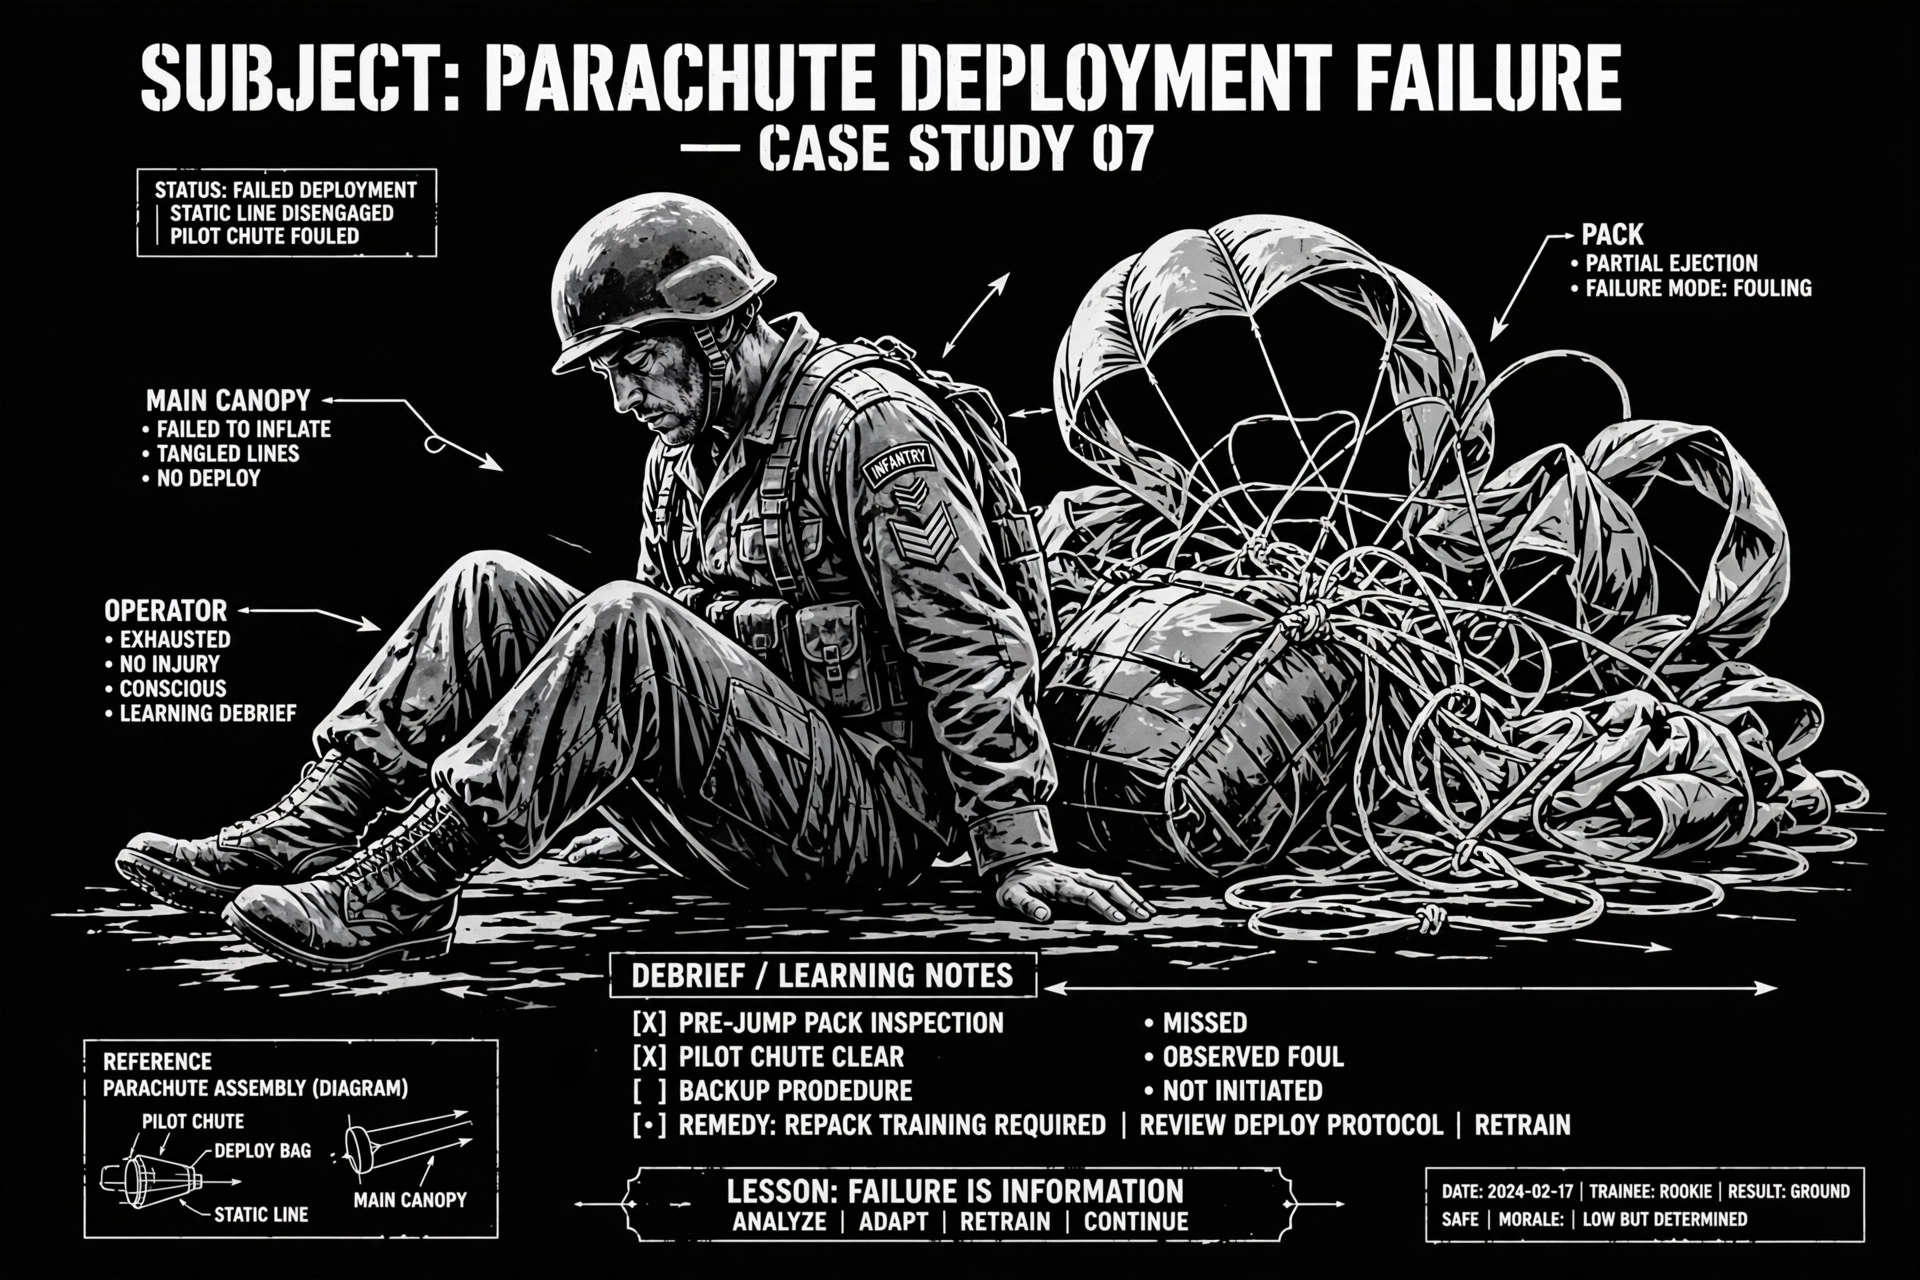 SUBJECT: PARACHUTE DEPLOYMENT FAILURE
— CASE STUDY 07
STATUS: FAILED DEPLOYMENT
STATIC LINE DISENGAGED
PILOT CHUTE FOULED
PACK
• PARTIAL EJECTION
• FAILURE MODE: FOULING
MAIN CANOPY
• FAILED TO INFLATE
• TANGLED LINES
• NO DEPLOY
INFANTRY
OPERATOR
• EXHAUSTED
• NO INJURY
• CONSCIOUS
• LEARNING DEBRIEF
DEBRIEF / LEARNING NOTES
[X] PRE-JUMP PACK INSPECTION • MISSED
[X] PILOT CHUTE CLEAR • OBSERVED FOUL
[ ] BACKUP PRODEDURE • NOT INITIATED
[•] REMEDY: REPACK TRAINING REQUIRED | REVIEW DEPLOY PROTOCOL | RETRAIN
REFERENCE
PARACHUTE ASSEMBLY (DIAGRAM)
PILOT CHUTE
DEPLOY BAG
MAIN CANOPY
STATIC LINE
LESSON: FAILURE IS INFORMATION
ANALYZE | ADAPT | RETRAIN | CONTINUE
DATE: 2024-02-17 | TRAINEE: ROOKIE | RESULT: GROUND
SAFE | MORALE: | LOW BUT DETERMINED